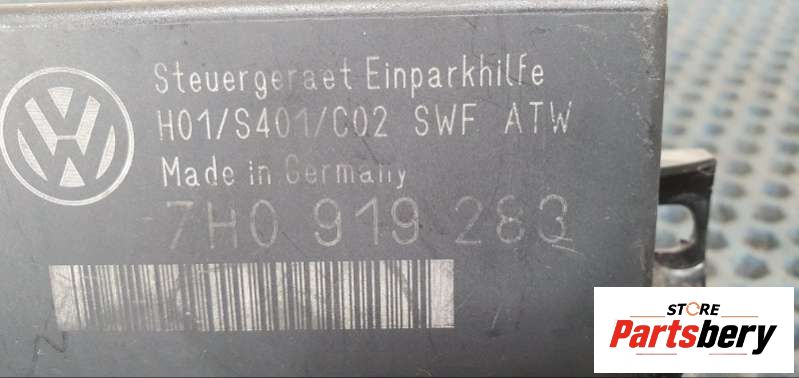 Steuergeraet Einparkhilfe
H01/S401/C02 SWF ATW
Made in Germany
7H0 919 283
STORE
Partsbery